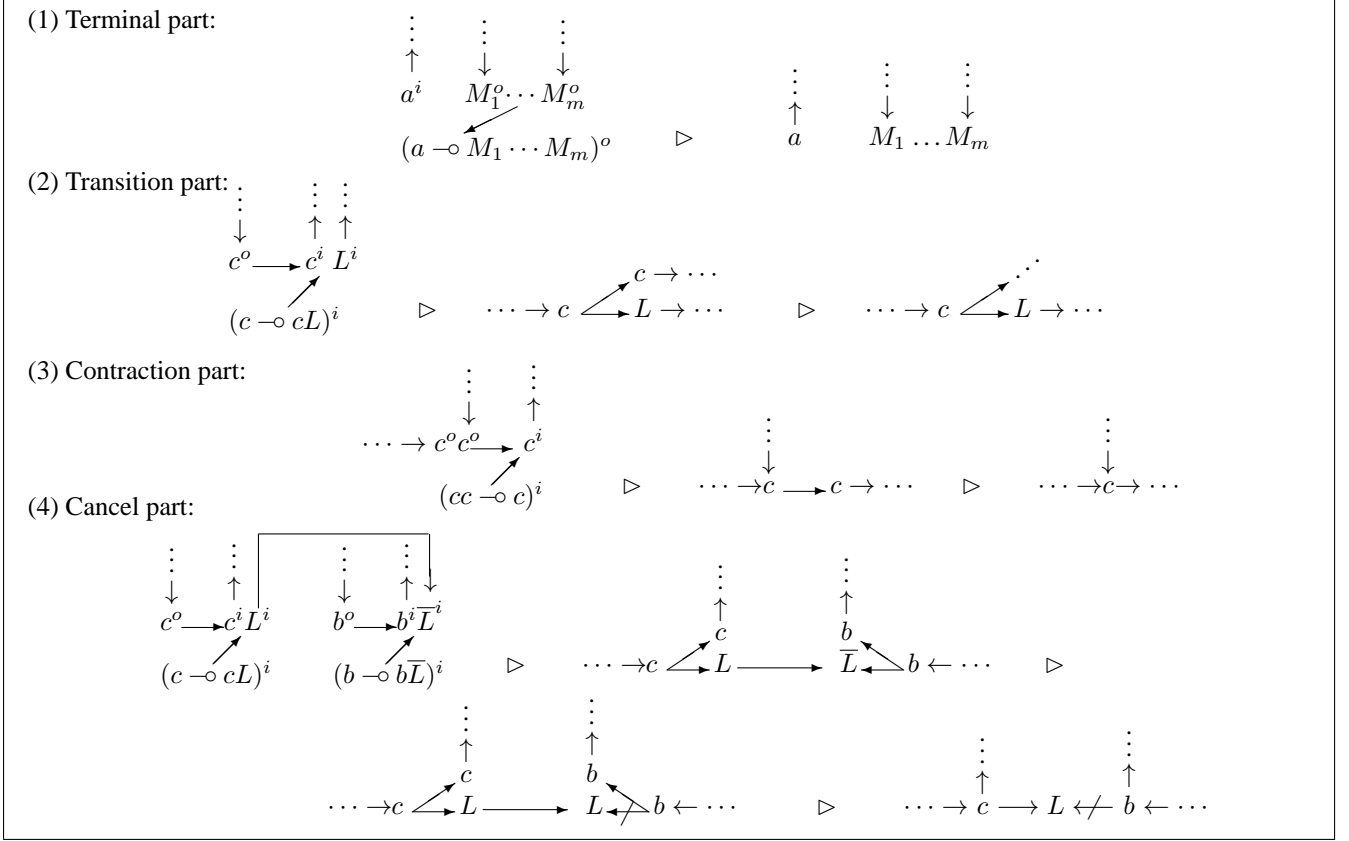 (1) Terminal part:
a^i M_1^o ⋯ M_m^o
(a ⊸ M_1 ⋯ M_m)^o ▷ a M_1 … M_m
(2) Transition part:
c^o → c^i L^i
(c ⊸ cL)^i ▷ ⋯ → c c → ⋯ L → ⋯ ▷ ⋯ → c L → ⋯
(3) Contraction part:
⋯ → c^o c^o → c^i
(cc ⊸ c)^i ▷ ⋯ → c → c → ⋯ ▷ ⋯ → c → ⋯
(4) Cancel part:
c^o → c^i L^i b^o → b^i L̅^i
c b
(c ⊸ cL)^i (b ⊸ bL̅)^i ▷ ⋯ → c L → L̅ b ← ⋯ ▷
c b
⋯ → c L → L b ← ⋯ ▷ ⋯ → c → L ↚ b ← ⋯